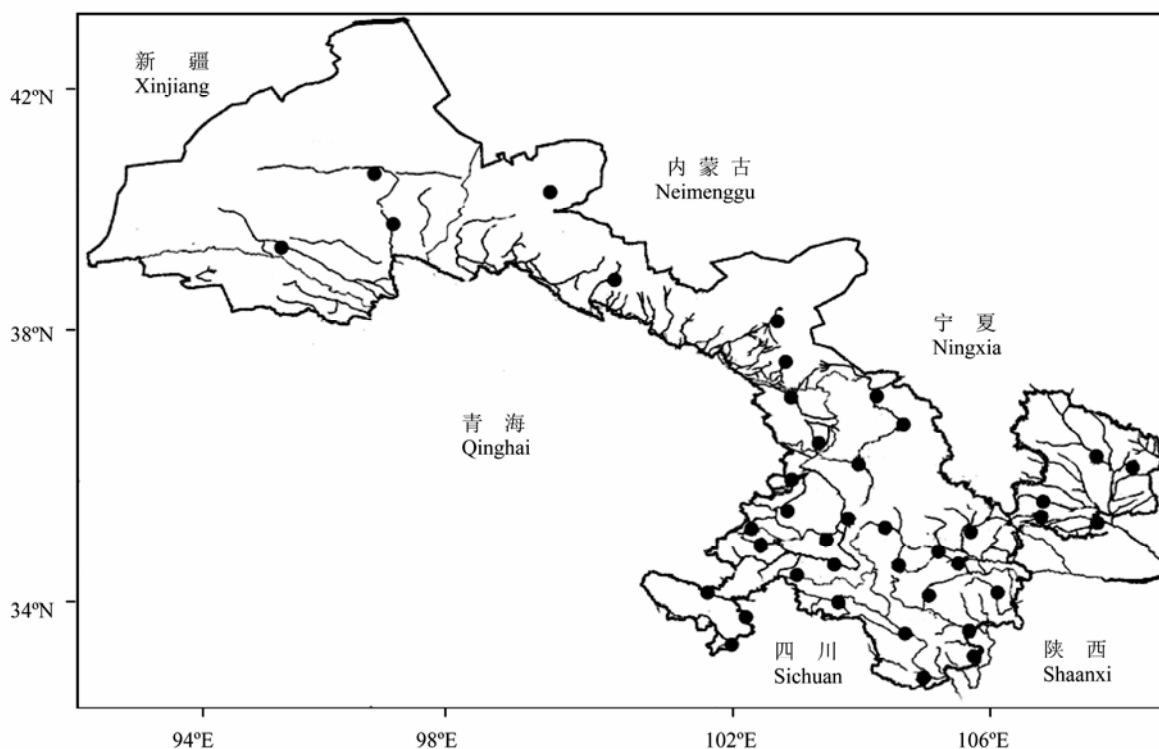 新 疆
Xinjiang
42ºN
内 蒙 古
Neimenggu
38ºN
宁 夏
Ningxia
青 海
Qinghai
34ºN
四 川
Sichuan
陕 西
Shaanxi
94ºE
98ºE
102ºE
106ºE